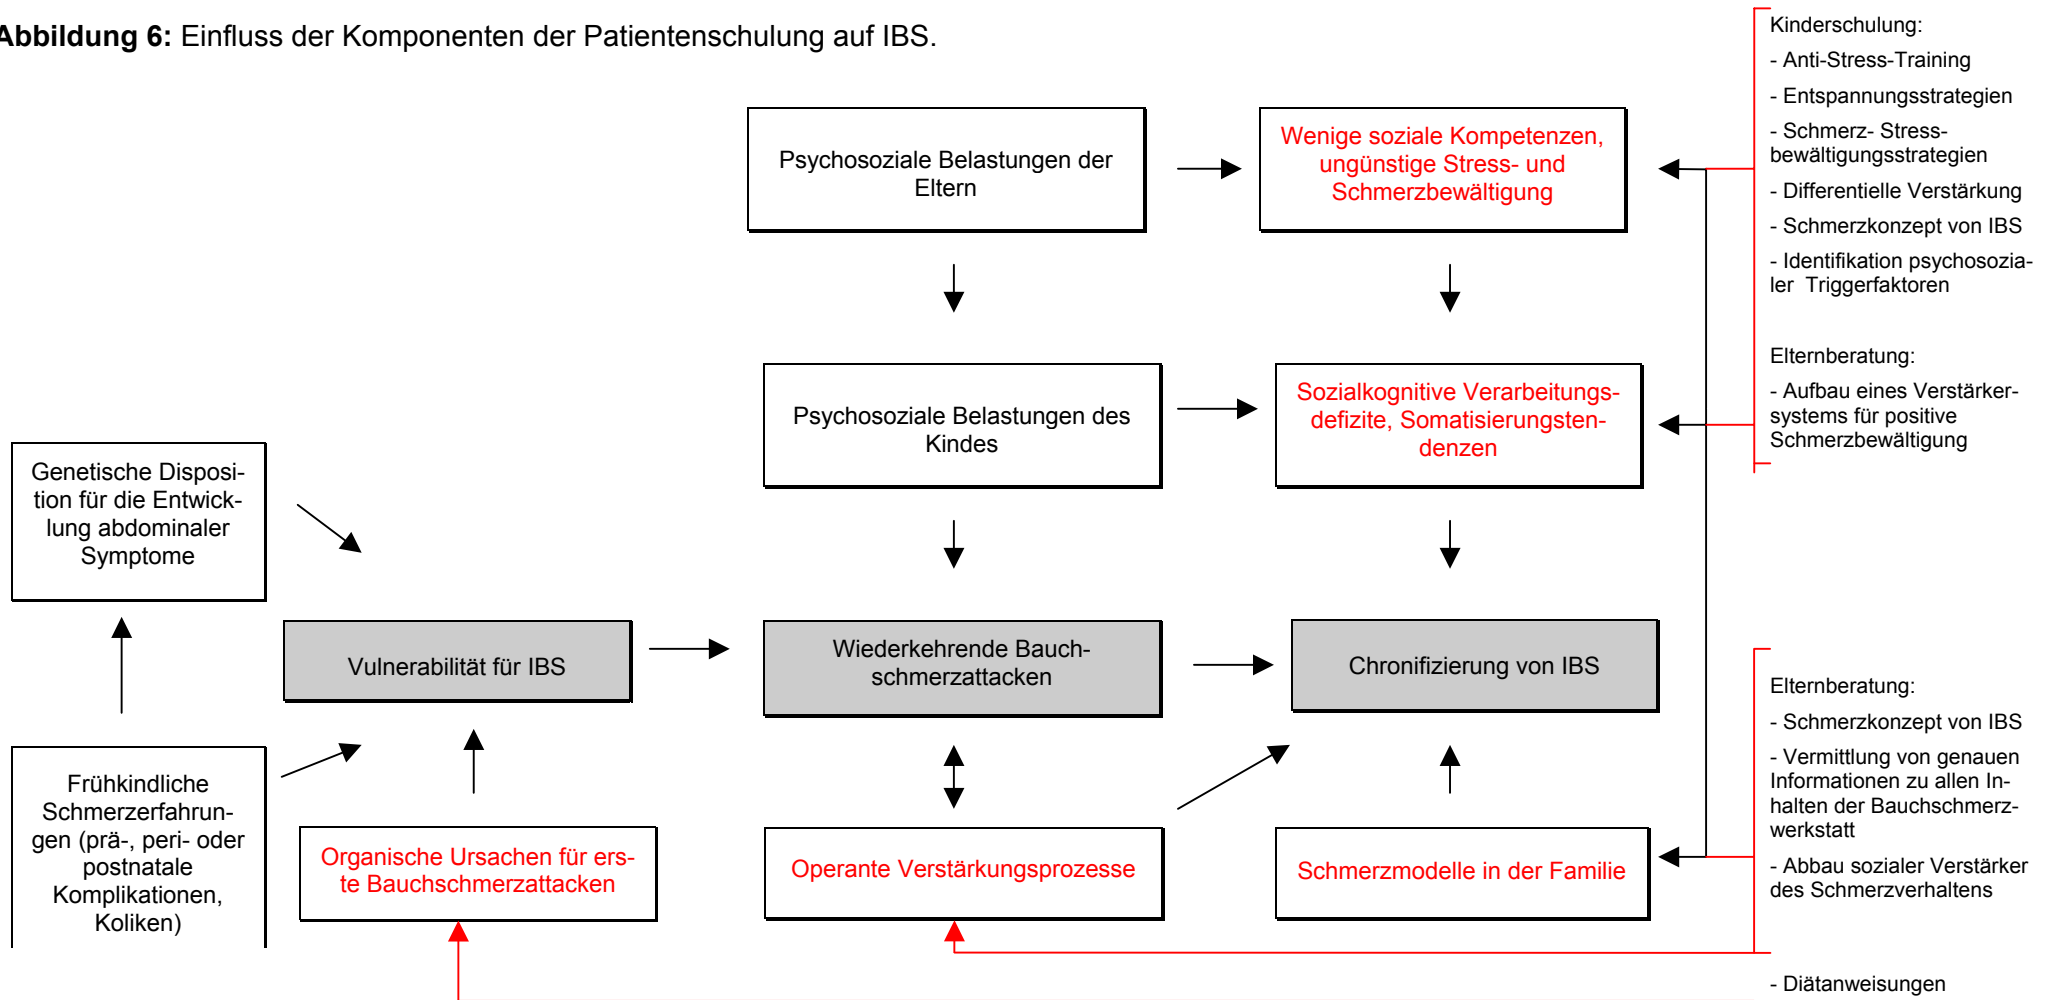 Abbildung 6: Einfluss der Komponenten der Patientenschulung auf IBS.
Psychosoziale Belastungen der
Eltern
Wenige soziale Kompetenzen,
ungünstige Stress- und
Schmerzbewältigung
Kinderschulung:
- Anti-Stress-Training
- Entspannungsstrategien
- Schmerz- Stress-
bewältigungsstrategien
- Differentielle Verstärkung
- Schmerzkonzept von IBS
- Identifikation psychosozia-
ler Triggerfaktoren
Elternberatung:
- Aufbau eines Verstärker-
systems für positive
Schmerzbewältigung
Psychosoziale Belastungen des
Kindes
Sozialkognitive Verarbeitungs-
defizite, Somatisierungsten-
denzen
Genetische Disposi-
tion für die Entwick-
lung abdominaler
Symptome
Vulnerabilität für IBS
Wiederkehrende Bauch-
schmerzattacken
Chronifizierung von IBS
Frühkindliche
Schmerzerfahrun-
gen (prä-, peri- oder
postnatale
Komplikationen,
Koliken)
Organische Ursachen für ers-
te Bauchschmerzattacken
Operante Verstärkungsprozesse
Schmerzmodelle in der Familie
Elternberatung:
- Schmerzkonzept von IBS
- Vermittlung von genauen
Informationen zu allen In-
halten der Bauchschmerz-
werkstatt
- Abbau sozialer Verstärker
des Schmerzverhaltens
- Diätanweisungen